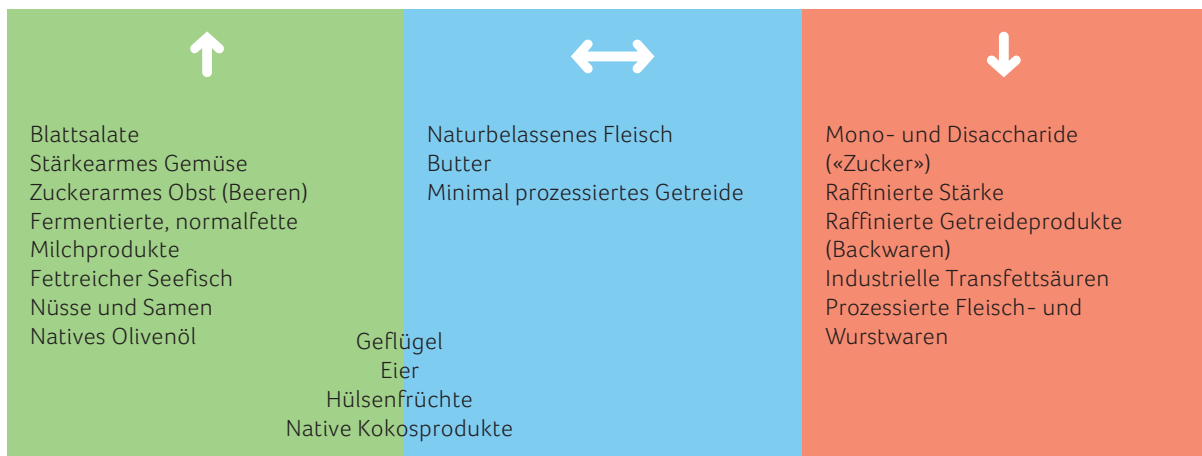 Blattsalate
Stärkearmes Gemüse
Zuckerarmes Obst (Beeren)
Fermentierte, normalfette
Milchprodukte
Fettreicher Seefisch
Nüsse und Samen
Natives Olivenöl
Geflügel
Eier
Hülsenfrüchte
Native Kokosprodukte
Naturbelassenes Fleisch
Butter
Minimal prozessiertes Getreide
Mono- und Disaccharide
(«Zucker»)
Raffinierte Stärke
Raffinierte Getreideprodukte
(Backwaren)
Industrielle Transfettsäuren
Prozessierte Fleisch- und
Wurstwaren